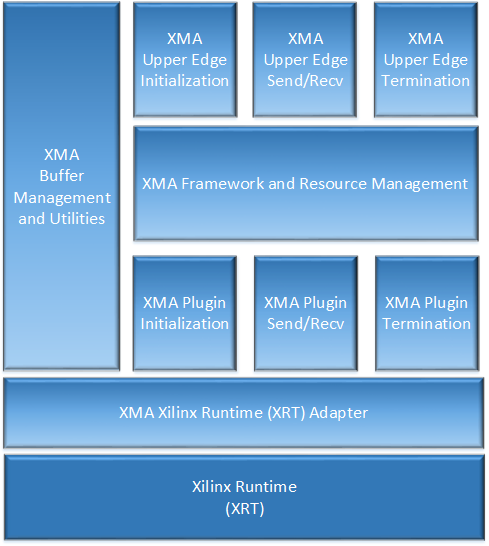 XMA
Buffer
Management
and Utilities
XMA
Upper Edge
Initialization
XMA
Upper Edge
Send/Recv
XMA
Upper Edge
Termination
XMA Framework and Resource Management
XMA Plugin
Initialization
XMA Plugin
Send/Recv
XMA Plugin
Termination
XMA Xilinx Runtime (XRT) Adapter
Xilinx Runtime
(XRT)